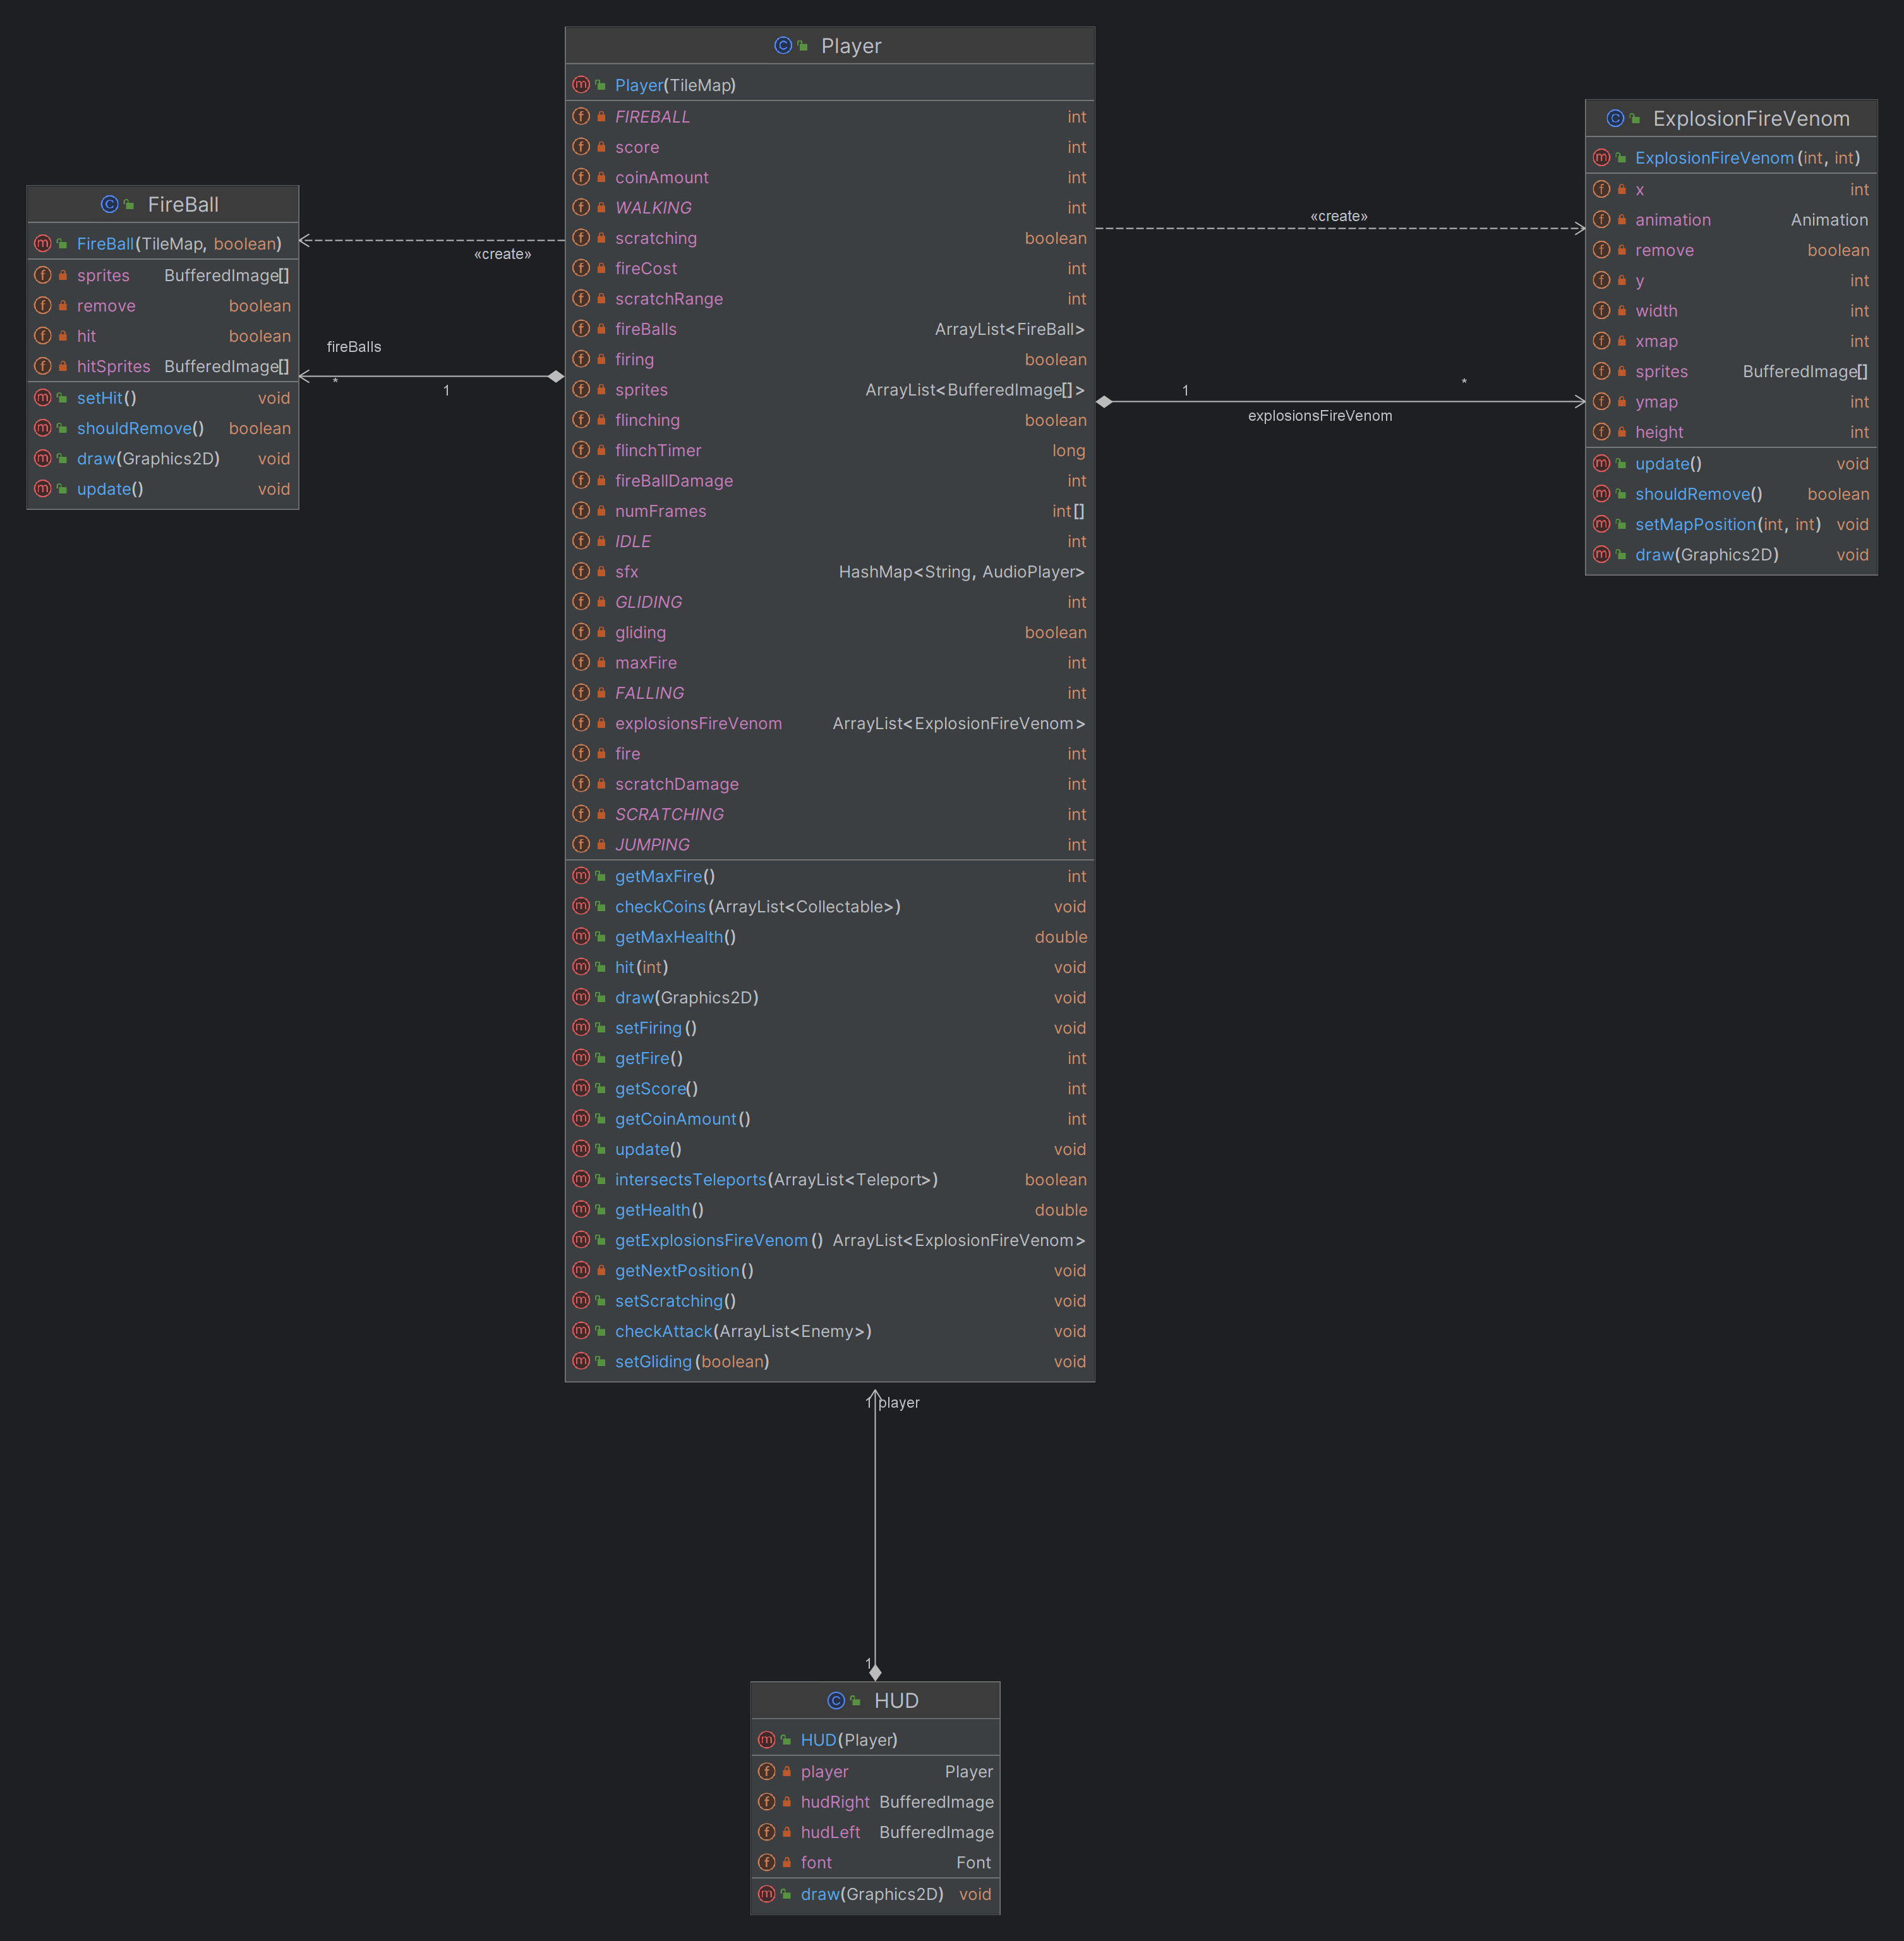 Player
Player(TileMap)
FIREBALL int
score int
coinAmount int
WALKING int
scratching boolean
fireCost int
scratchRange int
fireBalls ArrayList<FireBall>
firing boolean
sprites ArrayList<BufferedImage[]>
flinching boolean
flinchTimer long
fireBallDamage int
numFrames int[]
IDLE int
sfx HashMap<String, AudioPlayer>
GLIDING int
gliding boolean
maxFire int
FALLING int
explosionsFireVenom ArrayList<ExplosionFireVenom>
fire int
scratchDamage int
SCRATCHING int
JUMPING int
getMaxFire() int
checkCoins(ArrayList<Collectable>) void
getMaxHealth() double
hit(int) void
draw(Graphics2D) void
setFiring() void
getFire() int
getScore() int
getCoinAmount() int
update() void
intersectsTeleports(ArrayList<Teleport>) boolean
getHealth() double
getExplosionsFireVenom() ArrayList<ExplosionFireVenom>
getNextPosition() void
setScratching() void
checkAttack(ArrayList<Enemy>) void
setGliding(boolean) void
FireBall
FireBall(TileMap, boolean)
sprites BufferedImage[]
remove boolean
hit boolean
hitSprites BufferedImage[]
setHit() void
shouldRemove() boolean
draw(Graphics2D) void
update() void
«create»
fireBalls
* 1
ExplosionFireVenom
ExplosionFireVenom(int, int)
x int
animation Animation
remove boolean
y int
width int
xmap int
sprites BufferedImage[]
ymap int
height int
update() void
shouldRemove() boolean
setMapPosition(int, int) void
draw(Graphics2D) void
«create»
1 *
explosionsFireVenom
1 player
1
HUD
HUD(Player)
player Player
hudRight BufferedImage
hudLeft BufferedImage
font Font
draw(Graphics2D) void